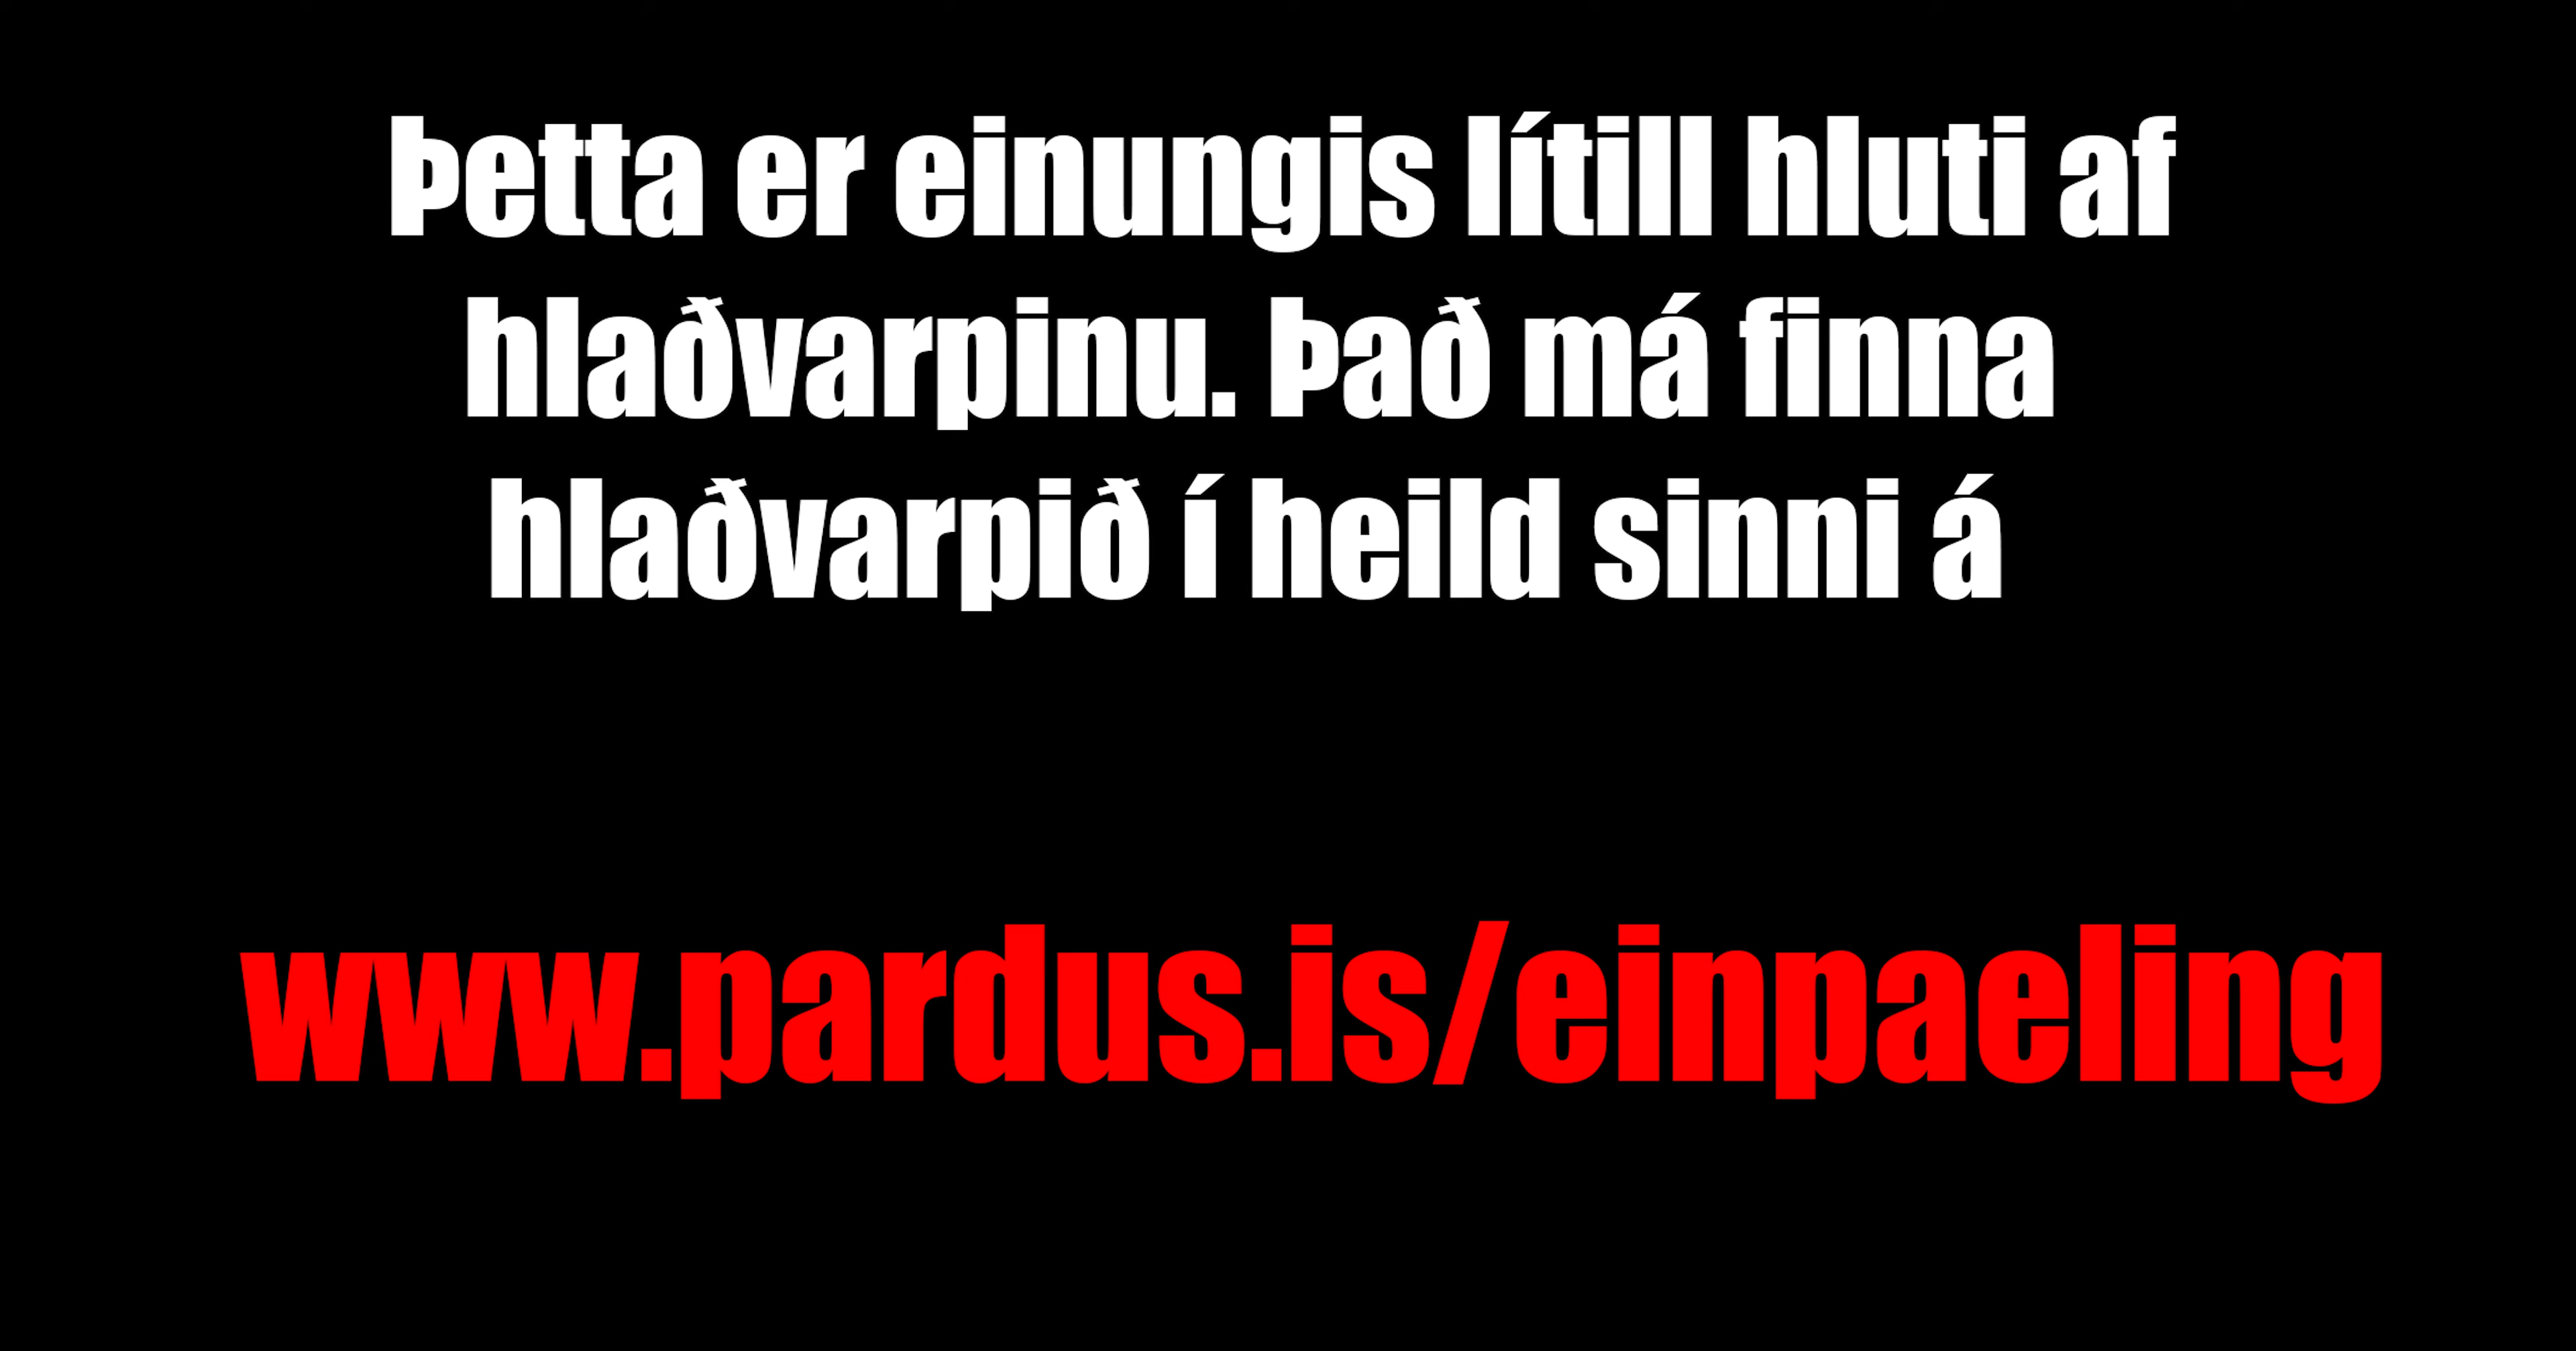 Þetta er einungis lítill hluti af
hlaðvarpinu. Það má finna
hlaðvarpið í heild sinni á
www.pardus.is/einpaeling